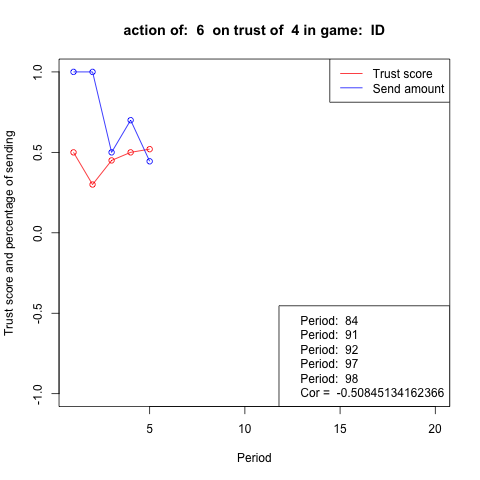 action of:  6  on trust of  4 in game:  ID
Trust score
Send amount
Trust score and percentage of sending
1.0
0.5
0.0
-0.5
-1.0
Period:  84
Period:  91
Period:  92
Period:  97
Period:  98
Cor =  -0.50845134162366
5 10 15 20
Period